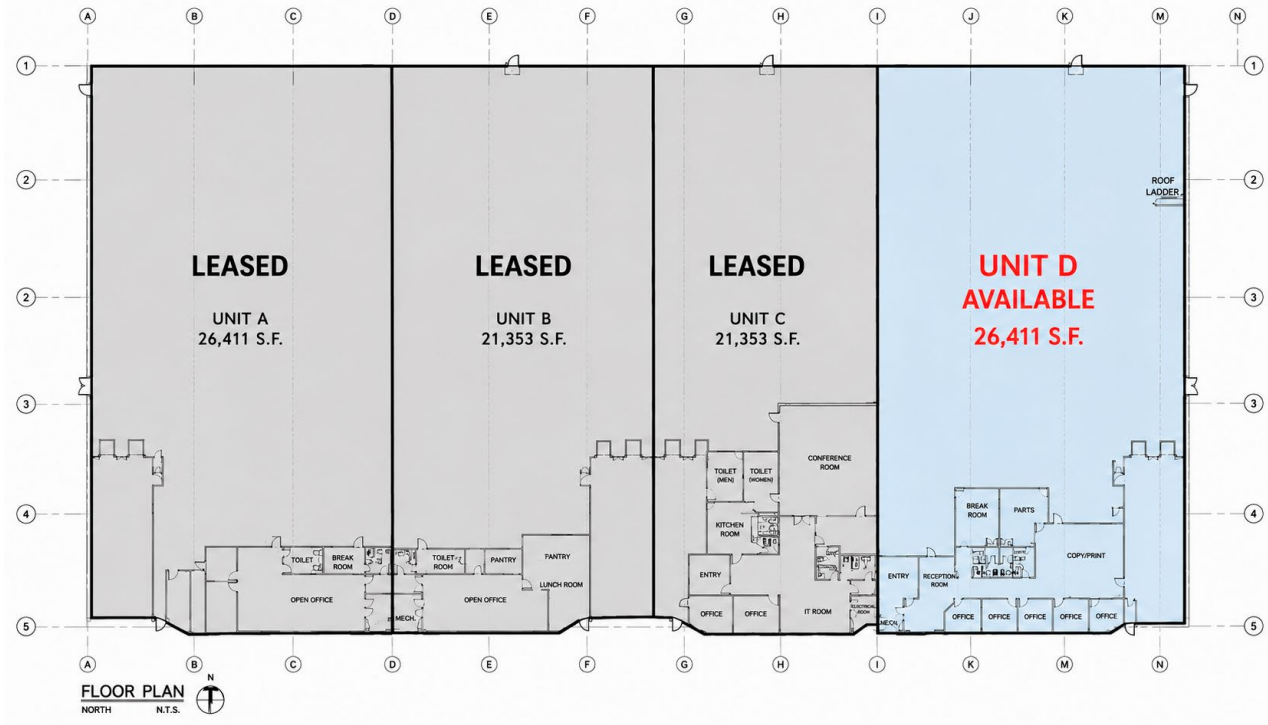 A B C D E F G H I J K M N
1 1
2 2
ROOF
LADDER
LEASED LEASED LEASED UNIT D
AVAILABLE
2 3
UNIT A UNIT B UNIT C
26,411 S.F. 21,353 S.F. 21,353 S.F. 26,411 S.F.
3 3
CONFERENCE
ROOM
TOILET
(MEN)
TOILET
(WOMEN)
4 4
BREAK
ROOM
PARTS
KITCHEN
ROOM
TOILET
BREAK
ROOM
TOILET
ROOM
PANTRY
PANTRY
LUNCH ROOM
COPY/PRINT
ENTRY
ENTRY
RECEPTION
ROOM
OPEN OFFICE
MECH.
OPEN OFFICE
OFFICE OFFICE
IT ROOM
ELECTRICAL
ROOM
MECH.
OFFICE OFFICE OFFICE OFFICE OFFICE
5 5
A B C D E F G H I K M N
FLOOR PLAN
NORTH N.T.S.
N